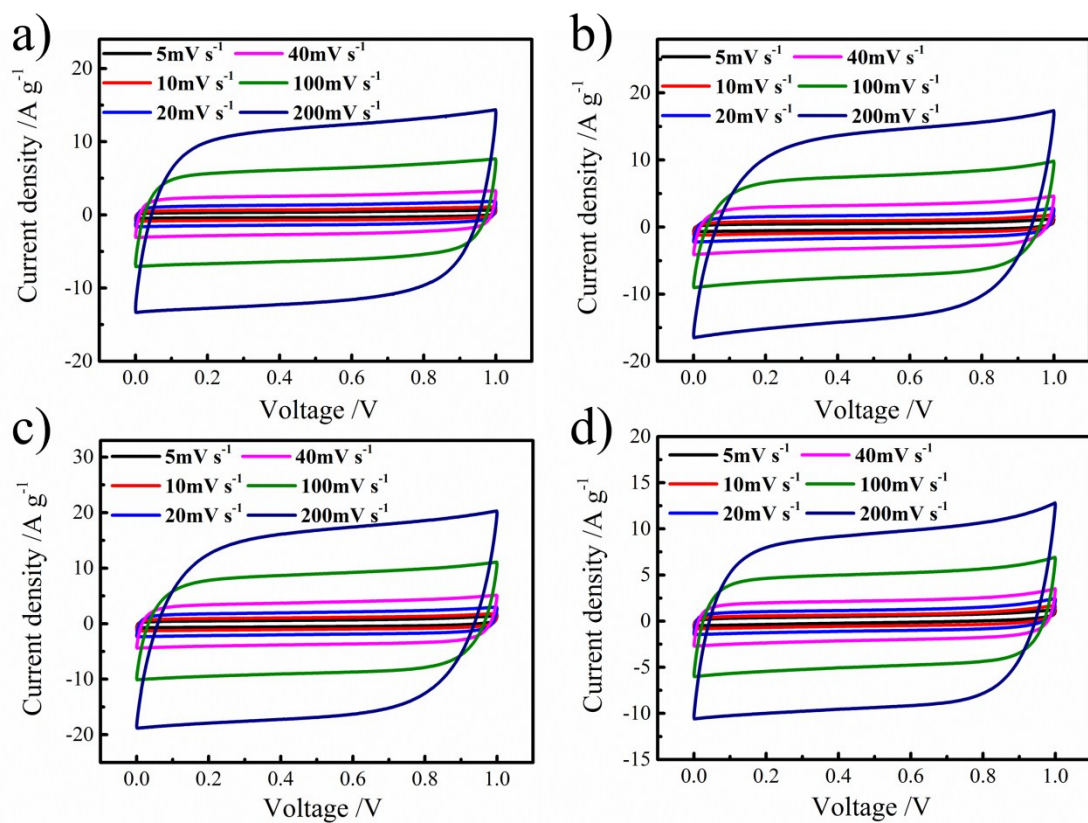 a)
5mV s⁻¹ 40mV s⁻¹
10mV s⁻¹ 100mV s⁻¹
20mV s⁻¹ 200mV s⁻¹
Current density /A g⁻¹
20
10
0
-10
-20
0.0 0.2 0.4 0.6 0.8 1.0
Voltage /V
b)
5mV s⁻¹ 40mV s⁻¹
10mV s⁻¹ 100mV s⁻¹
20mV s⁻¹ 200mV s⁻¹
Current density /A g⁻¹
20
10
0
-10
-20
0.0 0.2 0.4 0.6 0.8 1.0
Voltage /V
c)
5mV s⁻¹ 40mV s⁻¹
10mV s⁻¹ 100mV s⁻¹
20mV s⁻¹ 200mV s⁻¹
Current density /A g⁻¹
30
20
10
0
-10
-20
0.0 0.2 0.4 0.6 0.8 1.0
Voltage /V
d)
5mV s⁻¹ 40mV s⁻¹
10mV s⁻¹ 100mV s⁻¹
20mV s⁻¹ 200mV s⁻¹
Current density /A g⁻¹
20
15
10
5
0
-5
-10
-15
0.0 0.2 0.4 0.6 0.8 1.0
Voltage /V